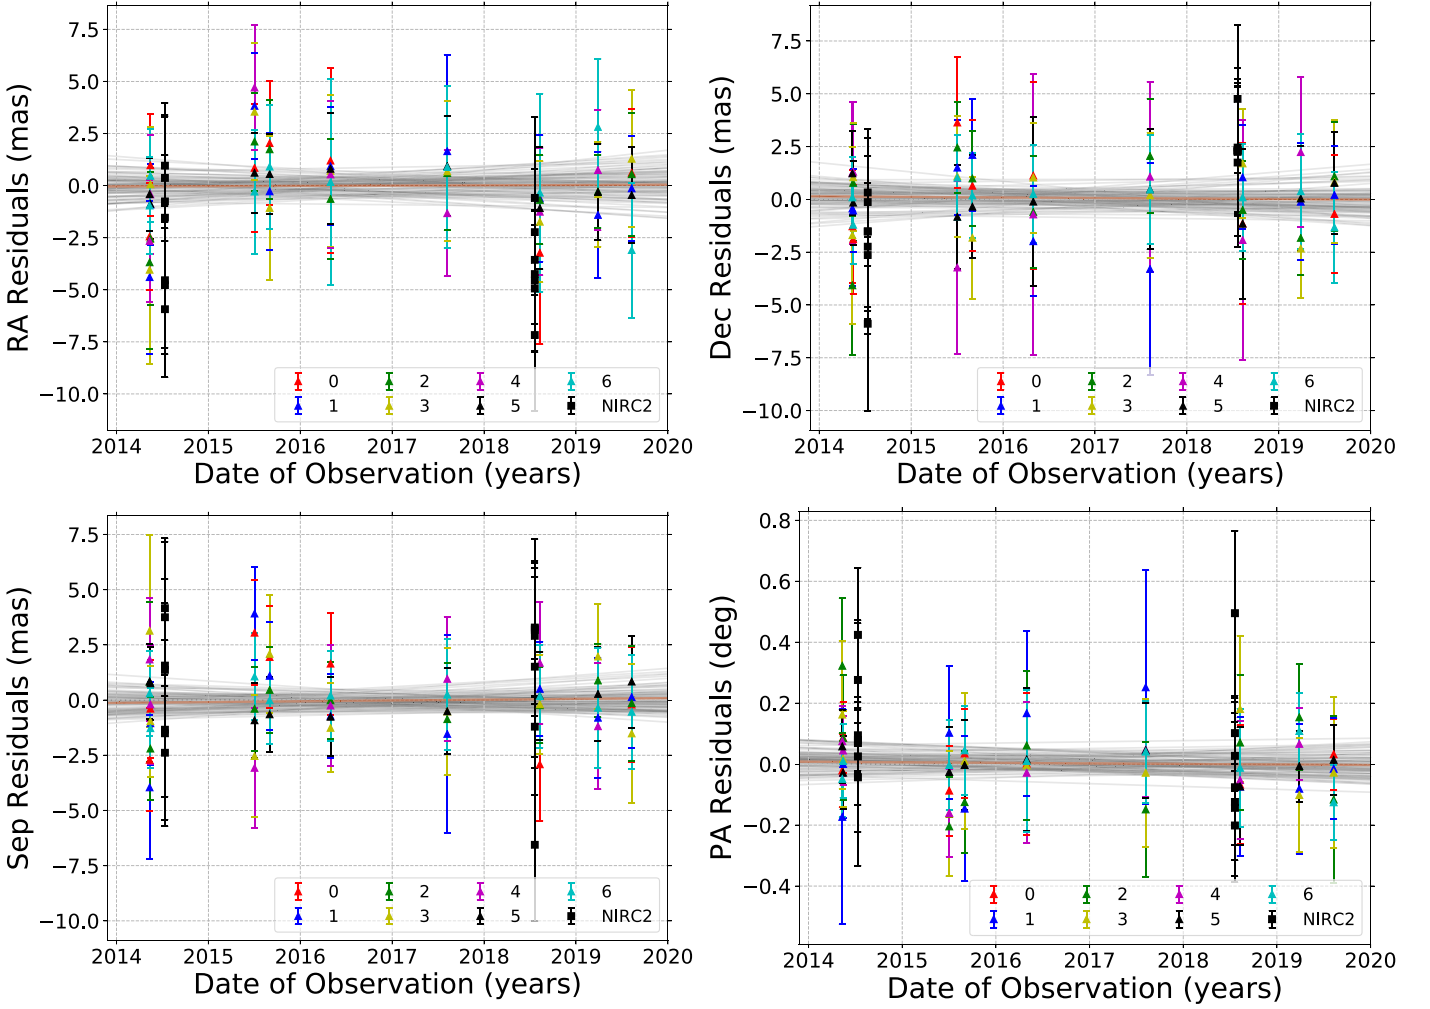 RA Residuals (mas)
7.5
5.0
2.5
0.0
−2.5
−5.0
−7.5
−10.0
0 2 4 6
1 3 5 NIRC2
2014 2015 2016 2017 2018 2019 2020
Date of Observation (years)
Dec Residuals (mas)
7.5
5.0
2.5
0.0
−2.5
−5.0
−7.5
−10.0
0 2 4 6
1 3 5 NIRC2
2014 2015 2016 2017 2018 2019 2020
Date of Observation (years)
Sep Residuals (mas)
7.5
5.0
2.5
0.0
−2.5
−5.0
−7.5
−10.0
0 2 4 6
1 3 5 NIRC2
2014 2015 2016 2017 2018 2019 2020
Date of Observation (years)
PA Residuals (deg)
0.8
0.6
0.4
0.2
0.0
−0.2
−0.4
0 2 4 6
1 3 5 NIRC2
2014 2015 2016 2017 2018 2019 2020
Date of Observation (years)